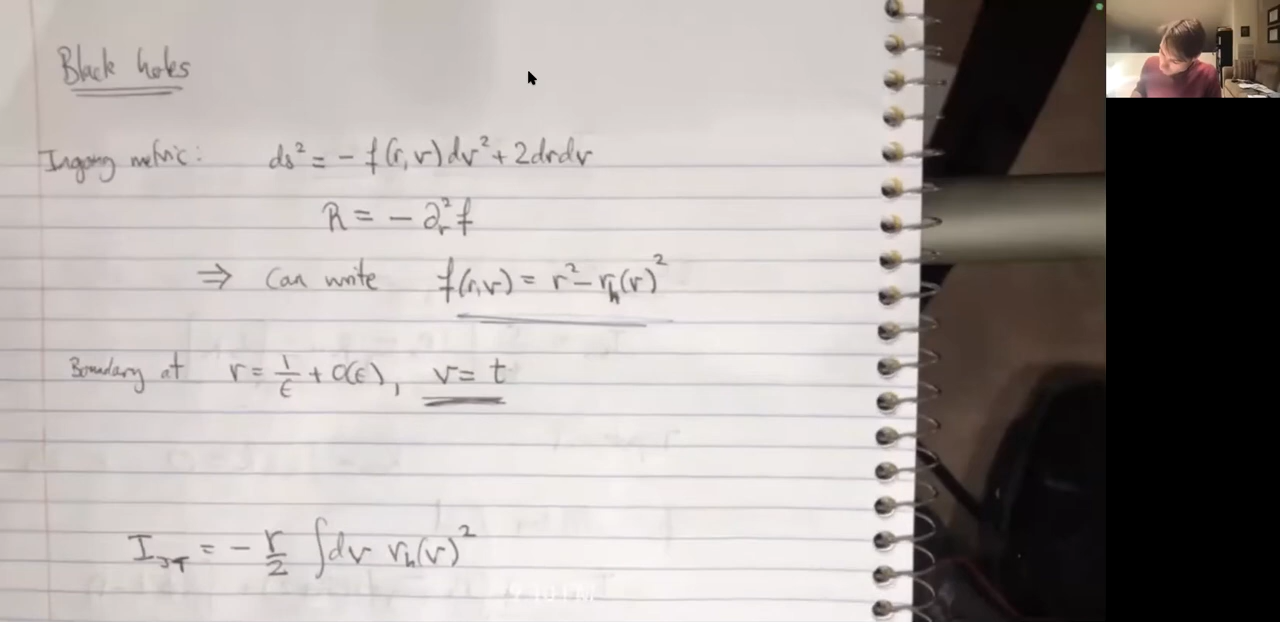 Black holes
Ingoing metric: ds² = - f(r,v)dv² + 2drdv
R = - ∂ᵣ² f
⇒ Can write f(r,v) = r² - rₕ(v)²
Boundary at r = 1/ϵ + O(ϵ), v = t
I_JT = - r/2 ∫dv rₕ(v)²